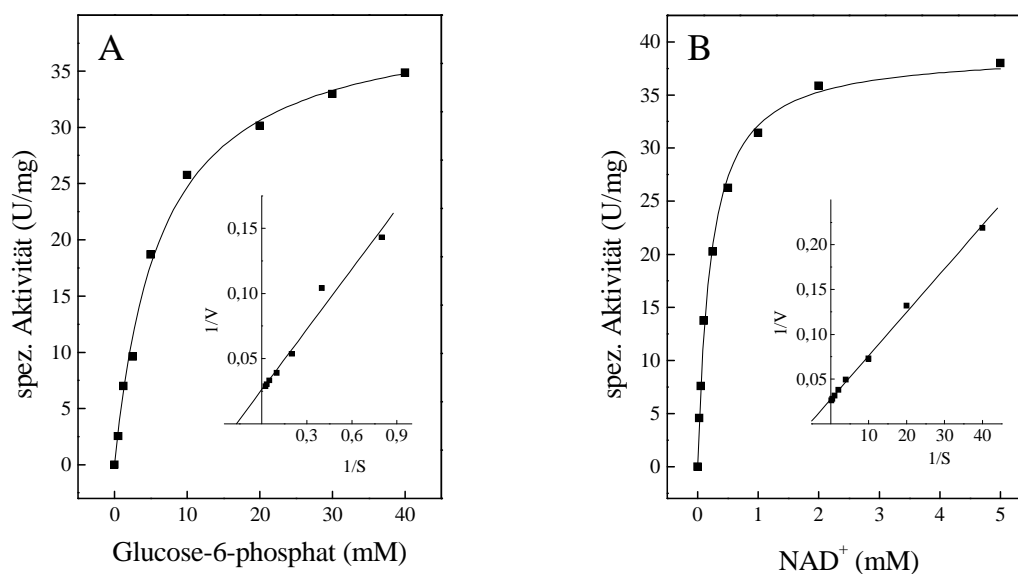 A
spez. Aktivität (U/mg)
35
30
25
20
15
10
5
0
0 10 20 30 40
Glucose-6-phosphat (mM)
1/V
0,15
0,10
0,05
0,3 0,6 0,9
1/S
B
spez. Aktivität (U/mg)
40
35
30
25
20
15
10
5
0
0 1 2 3 4 5
NAD⁺ (mM)
1/V
0,20
0,15
0,10
0,05
0,00
10 20 30 40
1/S